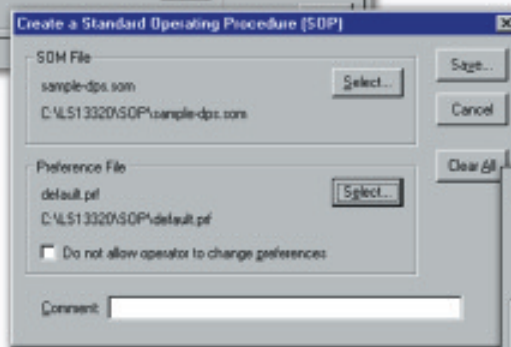 Create a Standard Operating Procedure (SOP)
SOM File
sample-dps.som
Select...
C:\LS13320\SOP\sample-dps.som
Preference File
default.prf
Select...
C:\LS13320\SOP\default.prf
Do not allow operator to change preferences
Comment:
Save...
Cancel
Clear All